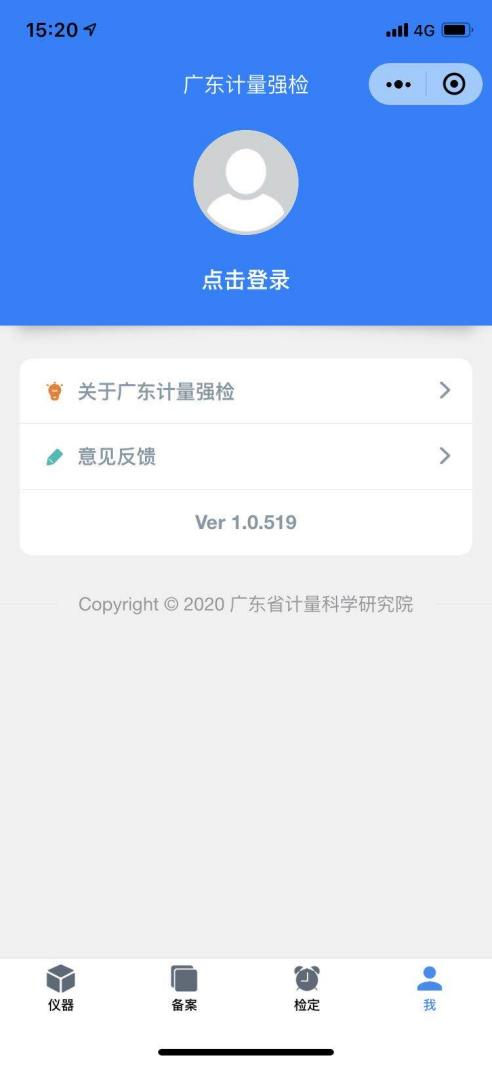 15:20
4G
广东计量强检
点击登录
关于广东计量强检
意见反馈
Ver 1.0.519
Copyright © 2020 广东省计量科学研究院
仪器
备案
检定
我